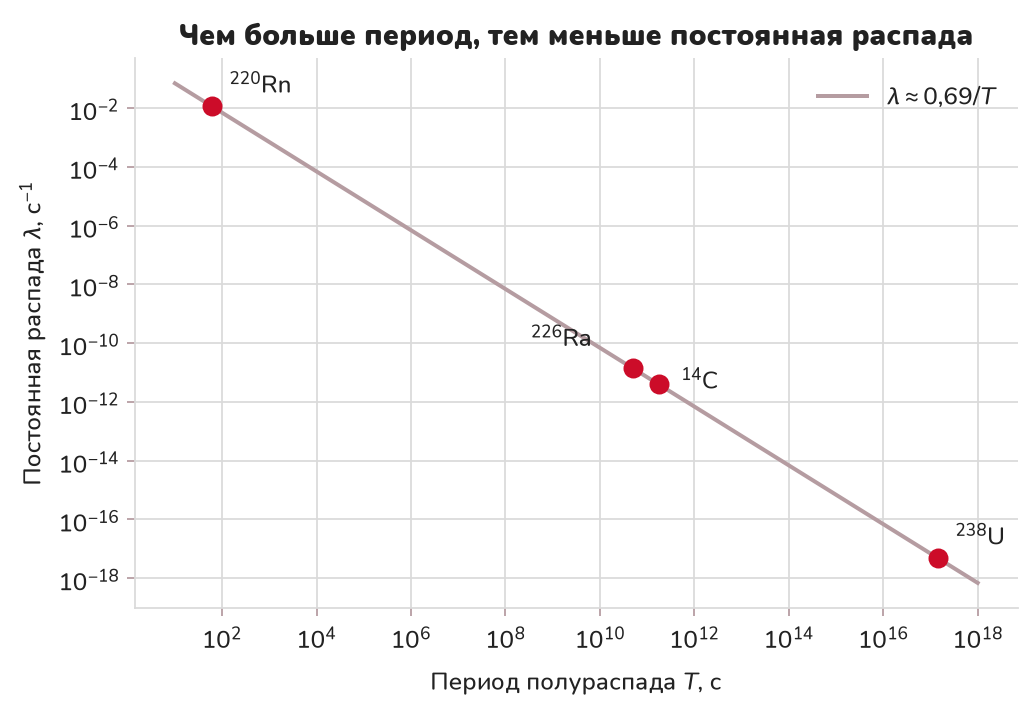 Чем больше период, тем меньше постоянная распада
²²⁰Rn
λ ≈ 0,69/T
10⁻²
10⁻⁴
10⁻⁶
10⁻⁸
10⁻¹⁰
10⁻¹²
10⁻¹⁴
10⁻¹⁶
10⁻¹⁸
Постоянная распада λ, с⁻¹
²²⁶Ra
¹⁴C
²³⁸U
10² 10⁴ 10⁶ 10⁸ 10¹⁰ 10¹² 10¹⁴ 10¹⁶ 10¹⁸
Период полураспада T, с